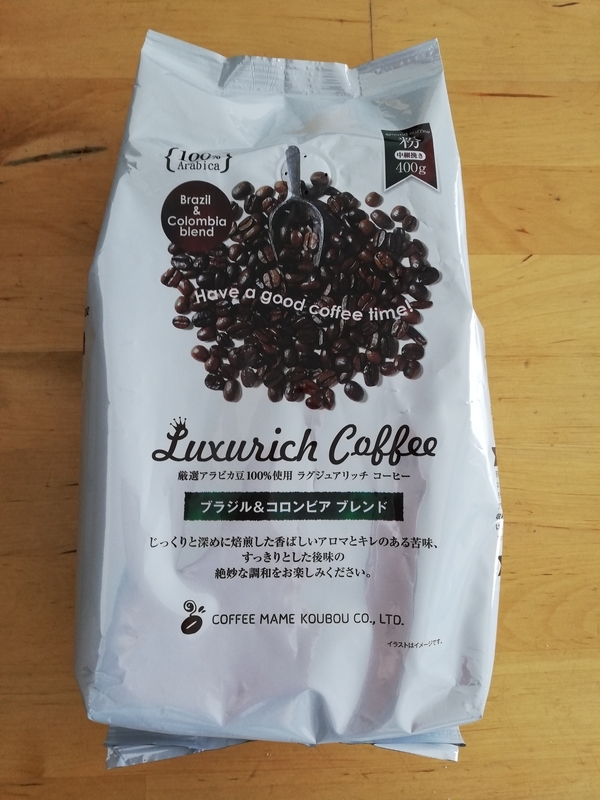 {100%
Arabica}
ground coffee
粉
中細挽き
400g
Brazil
&
Colombia
blend
Have a good coffee time!
Luxurich Coffee
厳選アラビカ豆100%使用 ラグジュアリッチ コーヒー
ブラジル&コロンビア ブレンド
じっくりと深めに焙煎した香ばしいアロマとキレのある苦味、
すっきりとした後味の
絶妙な調和をお楽しみください。
COFFEE MAME KOUBOU CO., LTD.
イラストはイメージです。